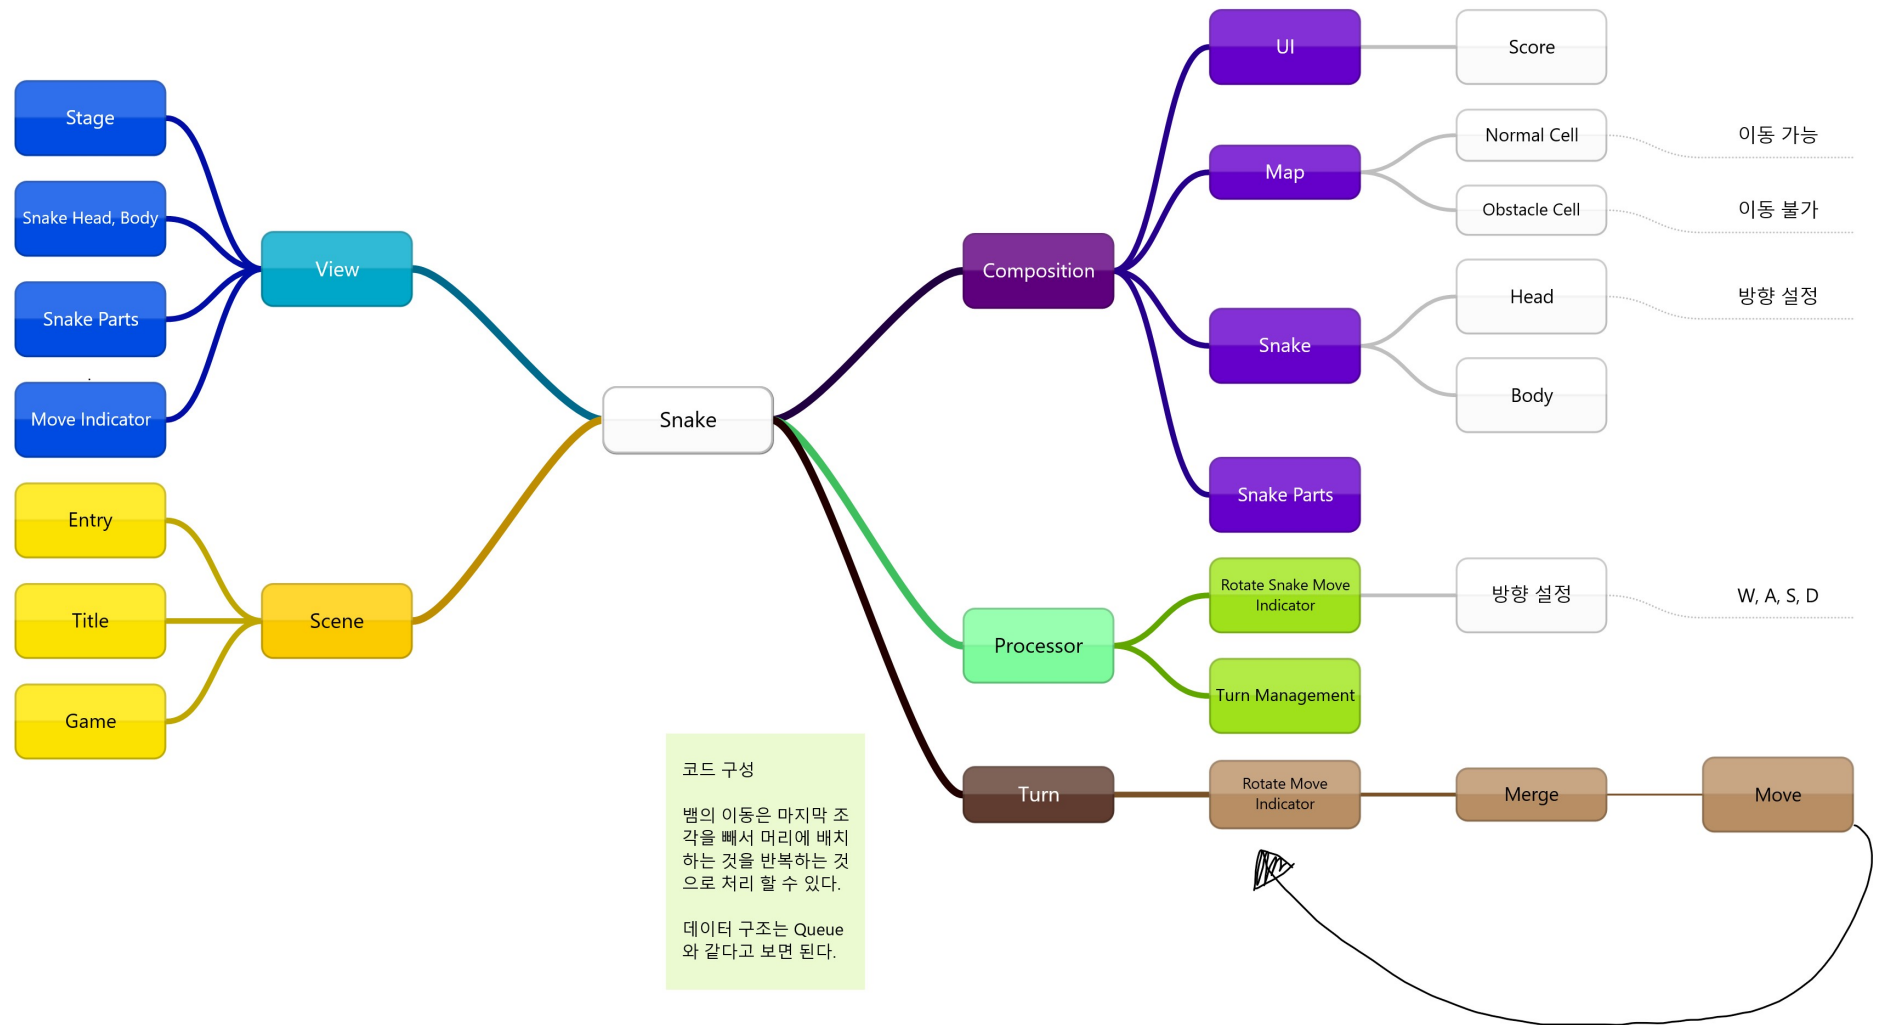 Stage
Snake Head, Body
Snake Parts
Move Indicator
View
Entry
Title
Game
Scene
Snake
Composition
UI
Score
Map
Normal Cell
이동 가능
Obstacle Cell
이동 불가
Snake
Head
방향 설정
Body
Snake Parts
Processor
Rotate Snake Move
Indicator
방향 설정
W, A, S, D
Turn Management
Turn
Rotate Move
Indicator
Merge
Move
코드 구성
뱀의 이동은 마지막 조
각을 빼서 머리에 배치
하는 것을 반복하는 것
으로 처리 할 수 있다.
데이터 구조는 Queue
와 같다고 보면 된다.